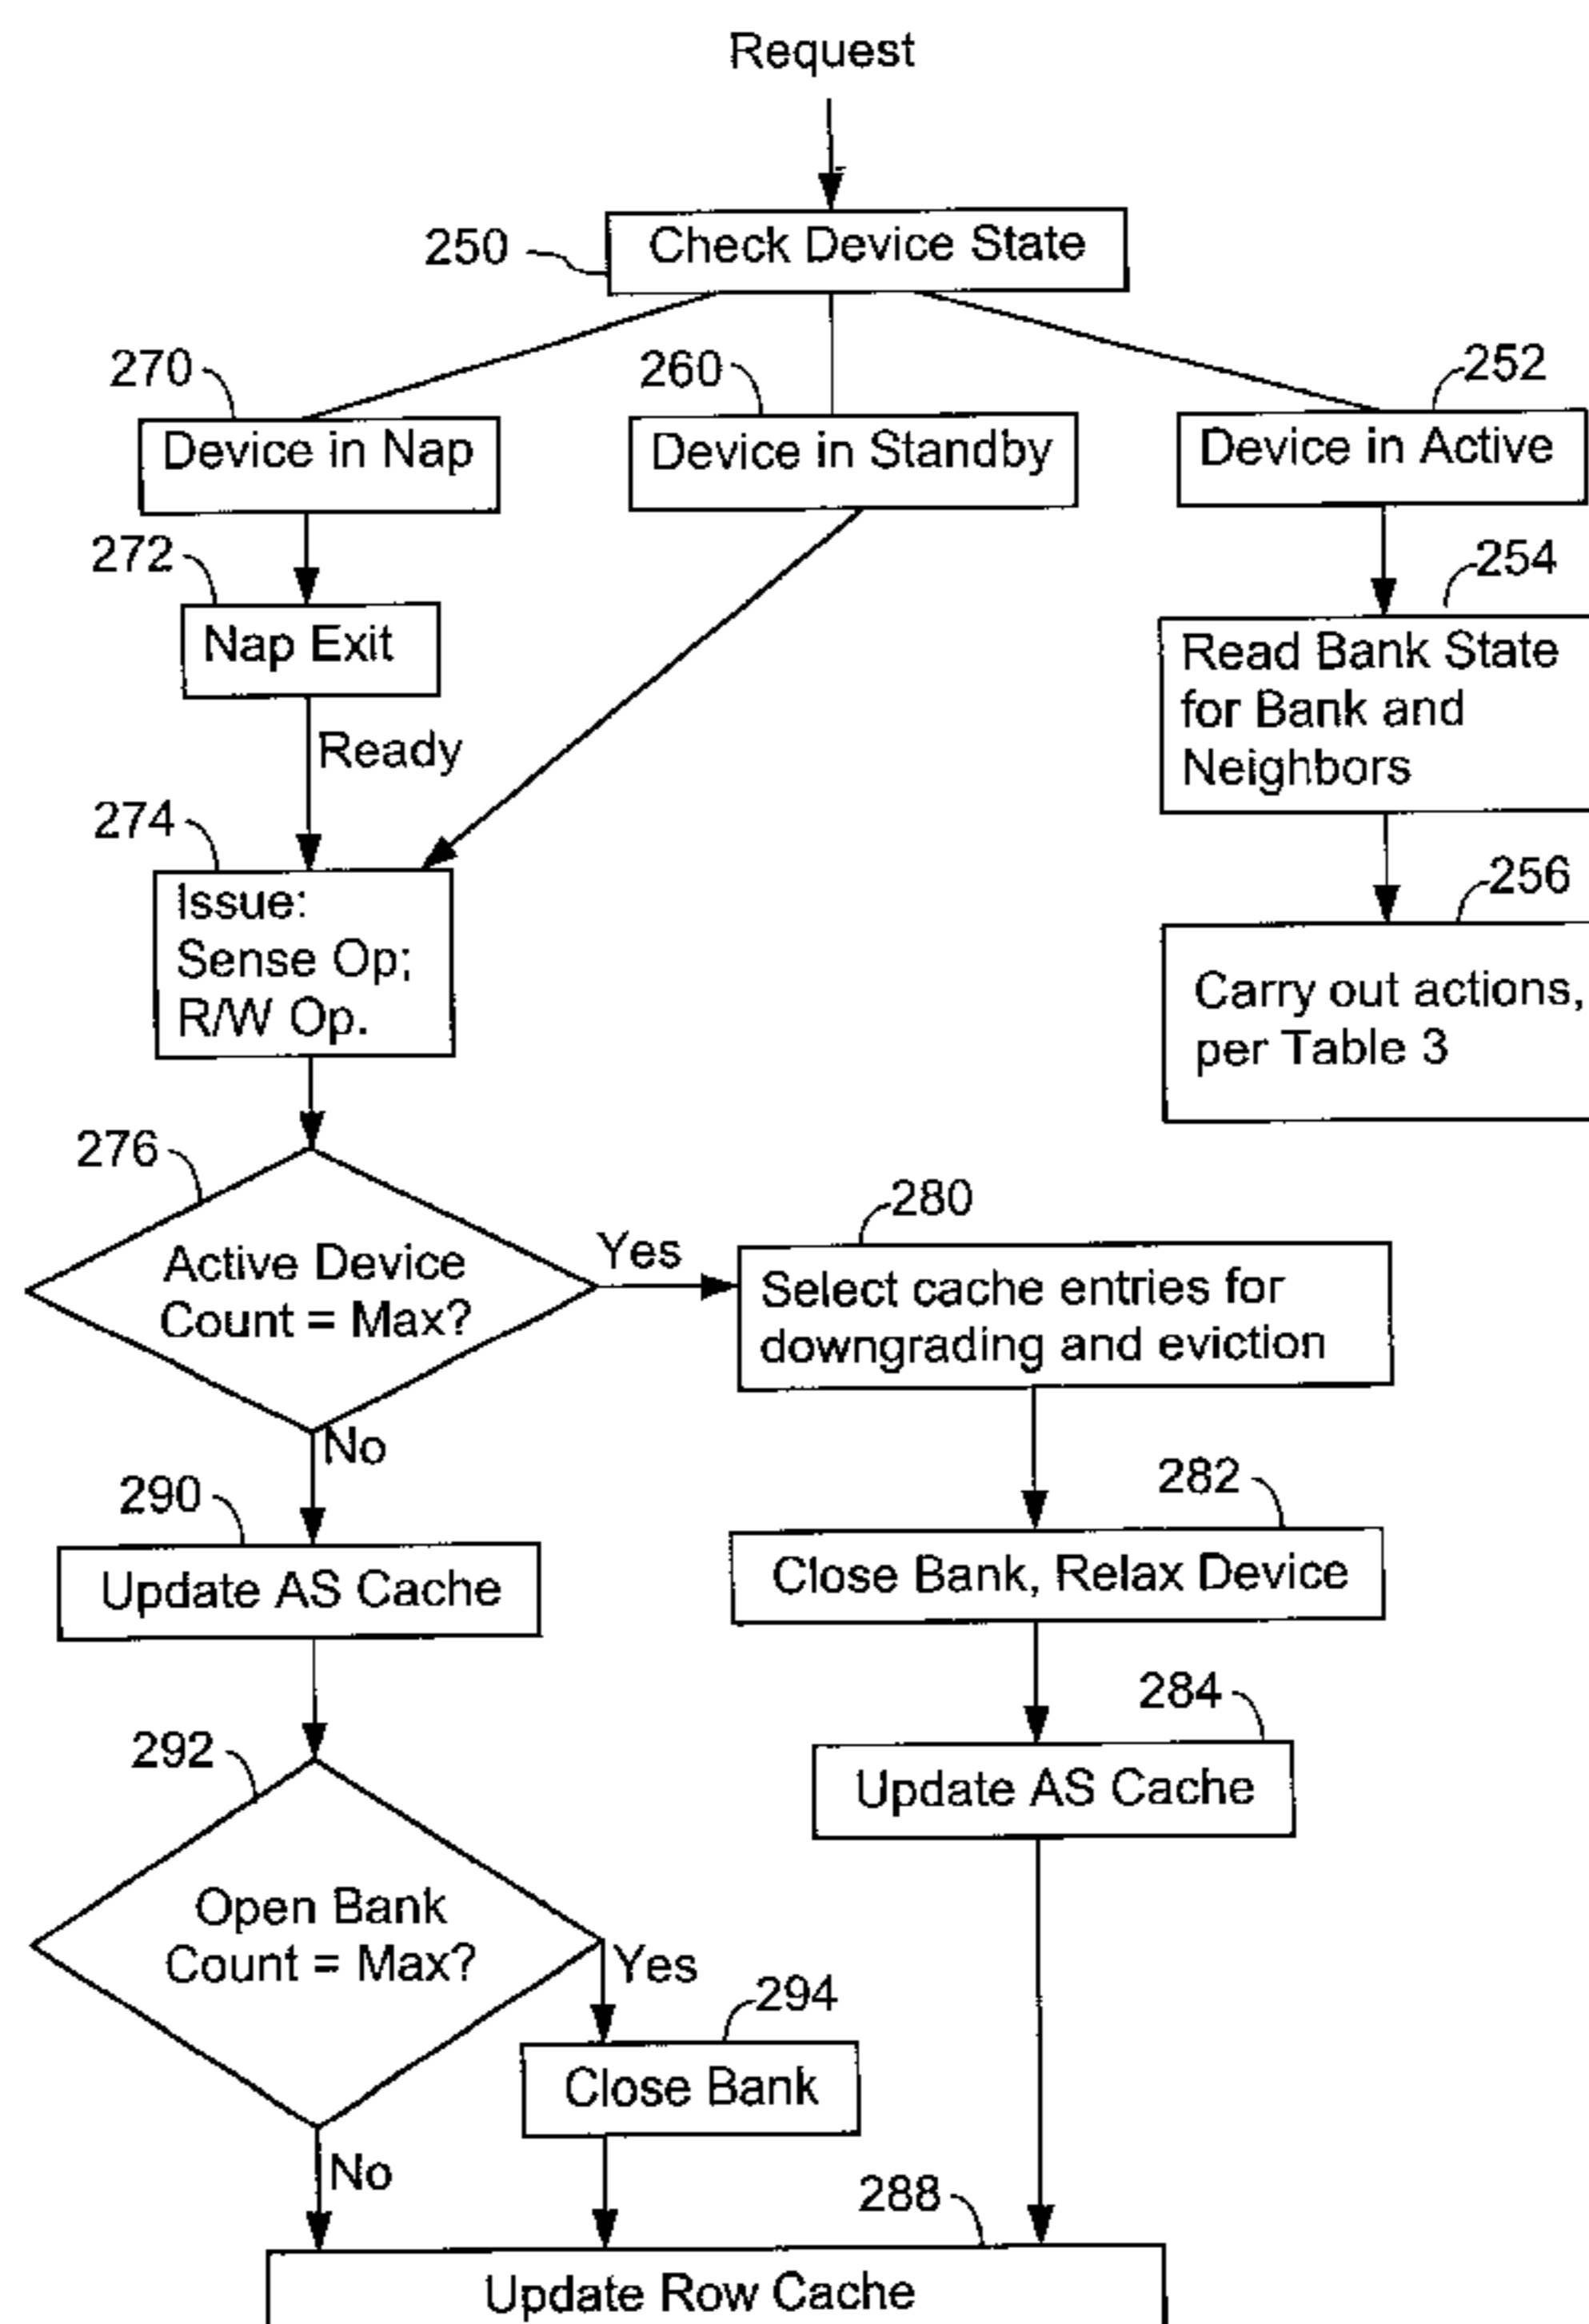 Request
250
Check Device State
270
260
252
Device in Nap
Device in Standby
Device in Active
272
254
Nap Exit
Read Bank State
for Bank and
Neighbors
Ready
274
256
Issue:
Sense Op;
R/W Op.
Carry out actions,
per Table 3
276
280
Active Device
Count = Max?
Yes
Select cache entries for
downgrading and eviction
No
290
282
Update AS Cache
Close Bank, Relax Device
292
284
Update AS Cache
Open Bank
Count = Max?
Yes
294
Close Bank
No
288
Update Row Cache